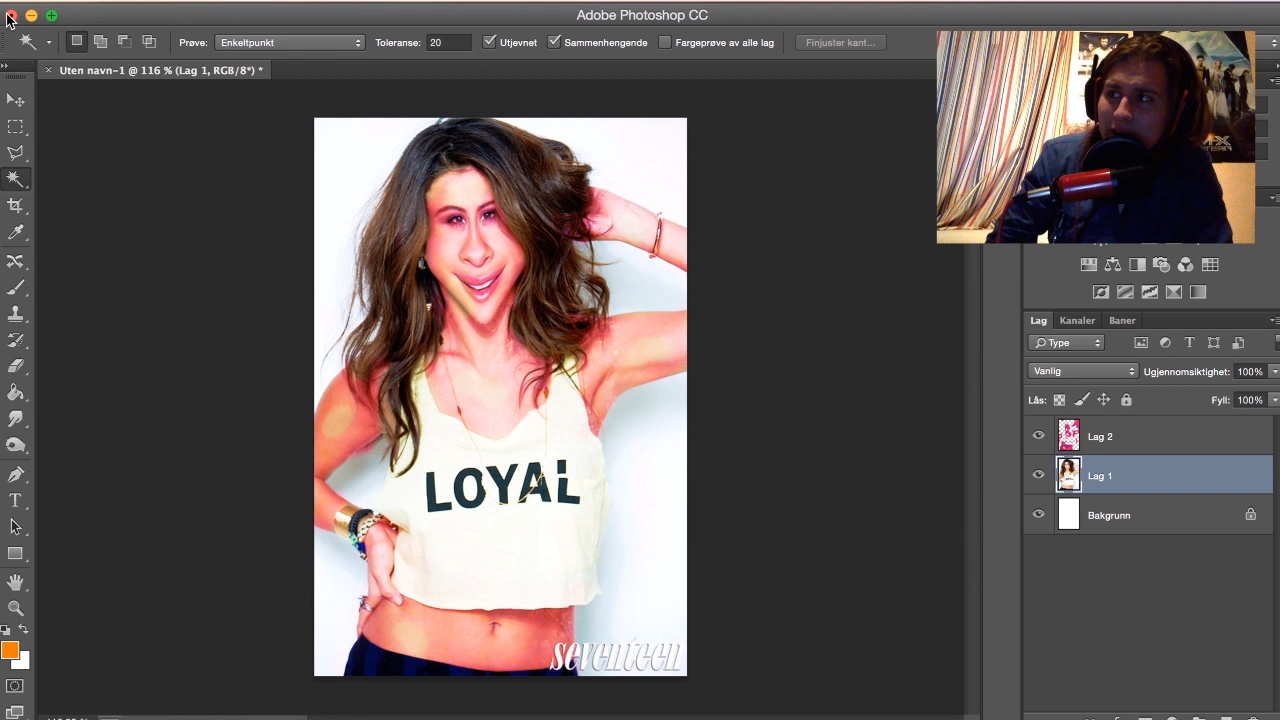 Adobe Photoshop CC
Prøve: Enkeltpunkt Toleranse: 20 Utjevnet Sammenhengende Fargeprøve av alle lag Finjuster kant...
× Uten navn-1 @ 116 % (Lag 1, RGB/8*) *
Lag Kanaler Baner
Type
Vanlig Ugjennomsiktighet: 100%
Lås: Fyll: 100%
Lag 2
Lag 1
Bakgrunn
LOYAL
seventeen